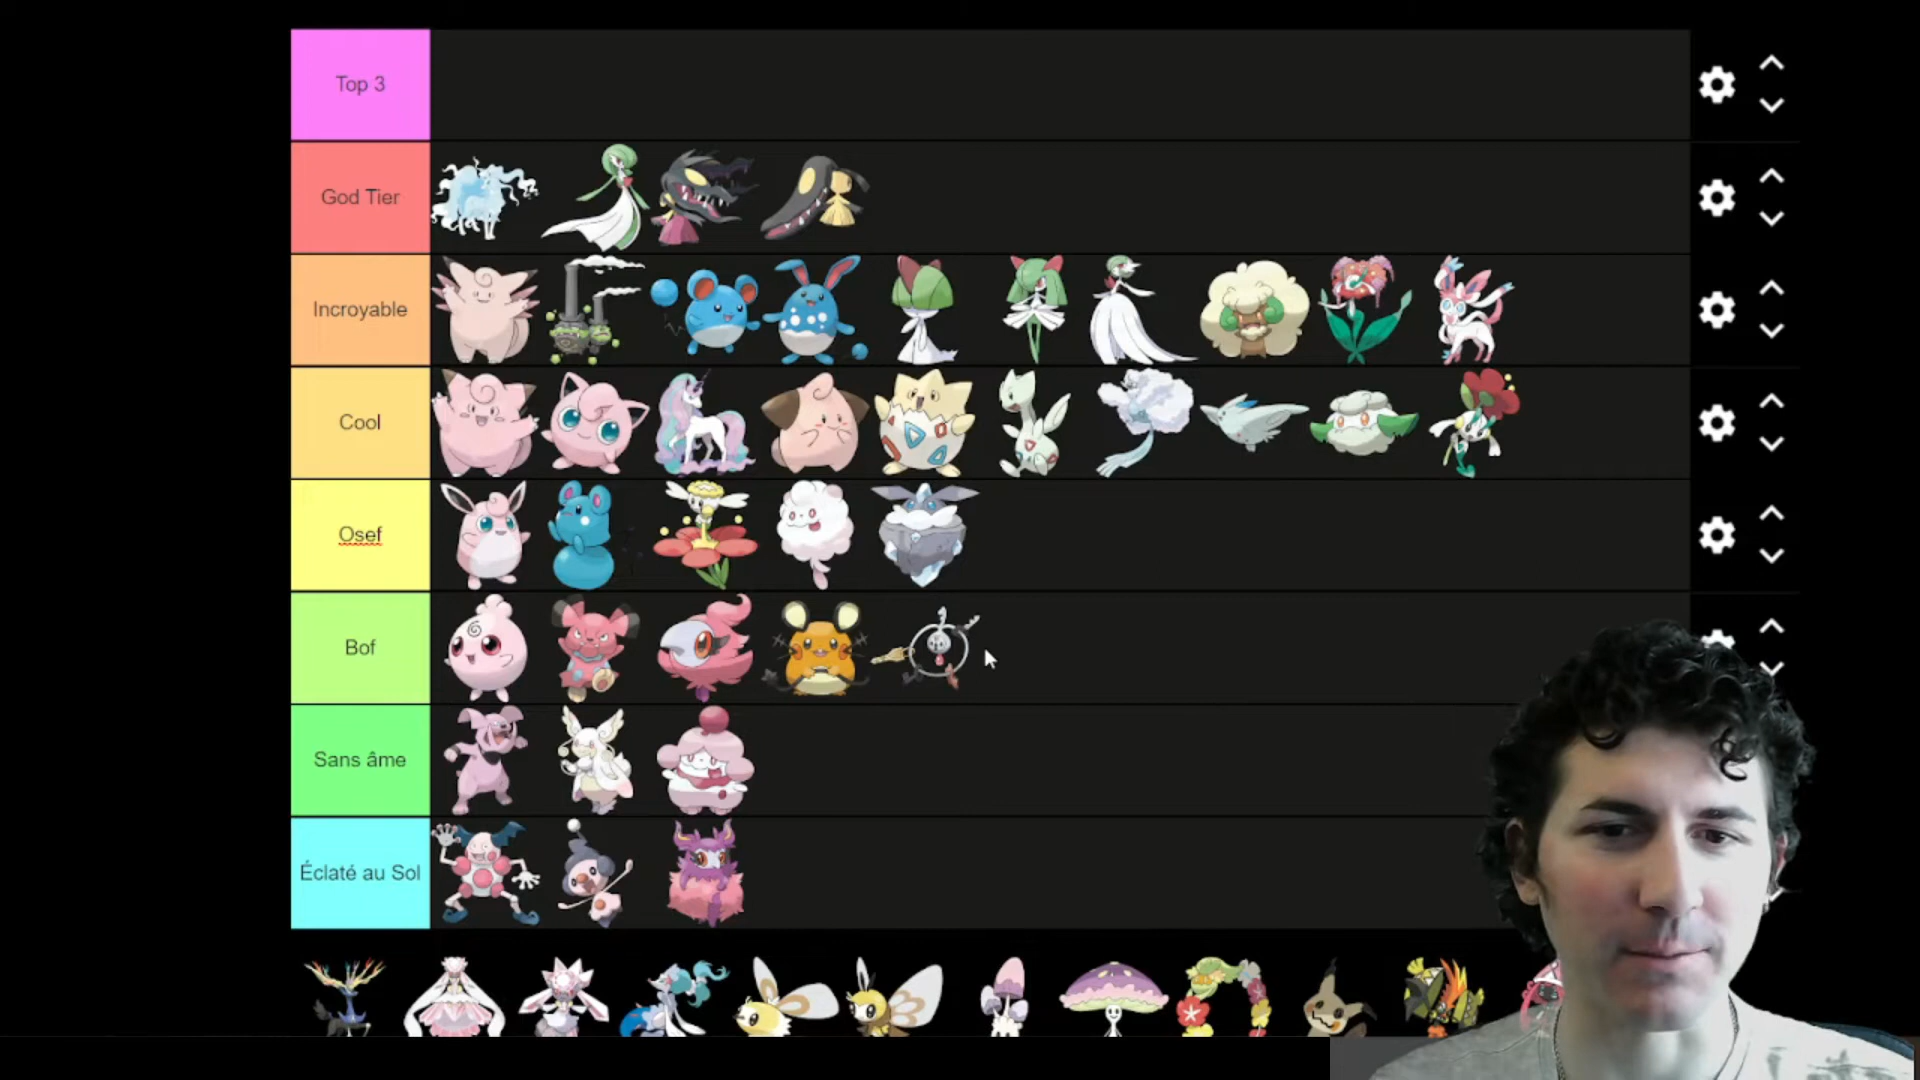 Top 3
God Tier
Incroyable
Cool
Osef
Bof
Sans âme
Éclaté au Sol